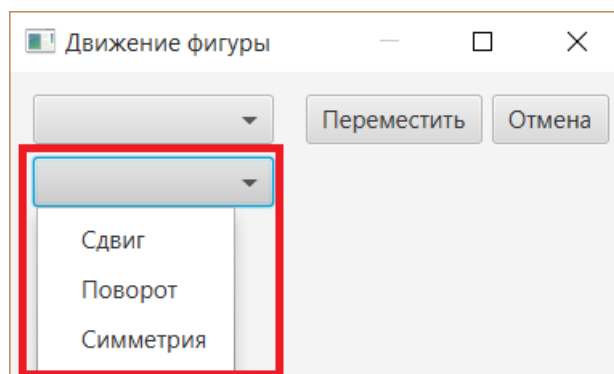 Движение фигуры
Переместить Отмена
Сдвиг
Поворот
Симметрия